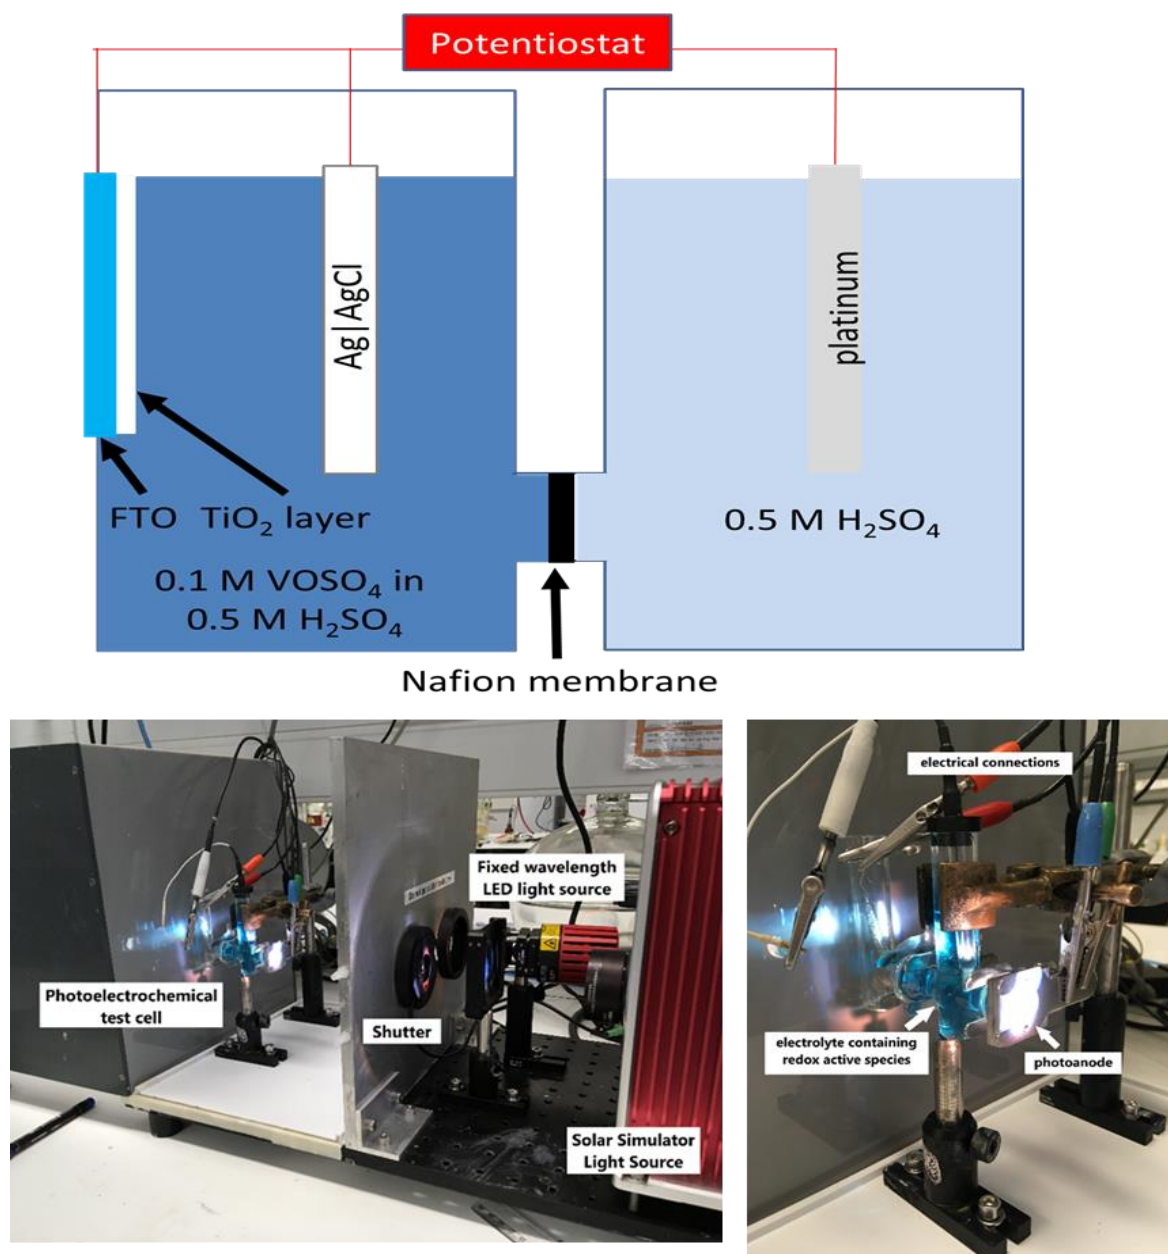 Potentiostat
Ag|AgCl
platinum
FTO TiO₂ layer
0.5 M H₂SO₄
0.1 M VOSO₄ in
0.5 M H₂SO₄
Nafion membrane
Fixed wavelength
LED light source
Photoelectrochemical
test cell
Shutter
Solar Simulator
Light Source
electrical connections
electrolyte containing
redox active species
photoanode